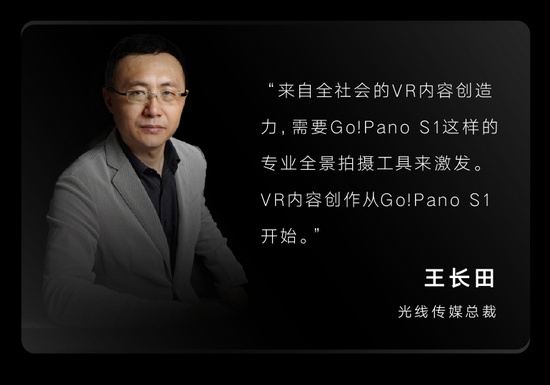 “来自全社会的VR内容创造
力，需要Go!Pano S1这样的
专业全景拍摄工具来激发。
VR内容创作从Go!Pano S1
开始。”
王长田
光线传媒总裁